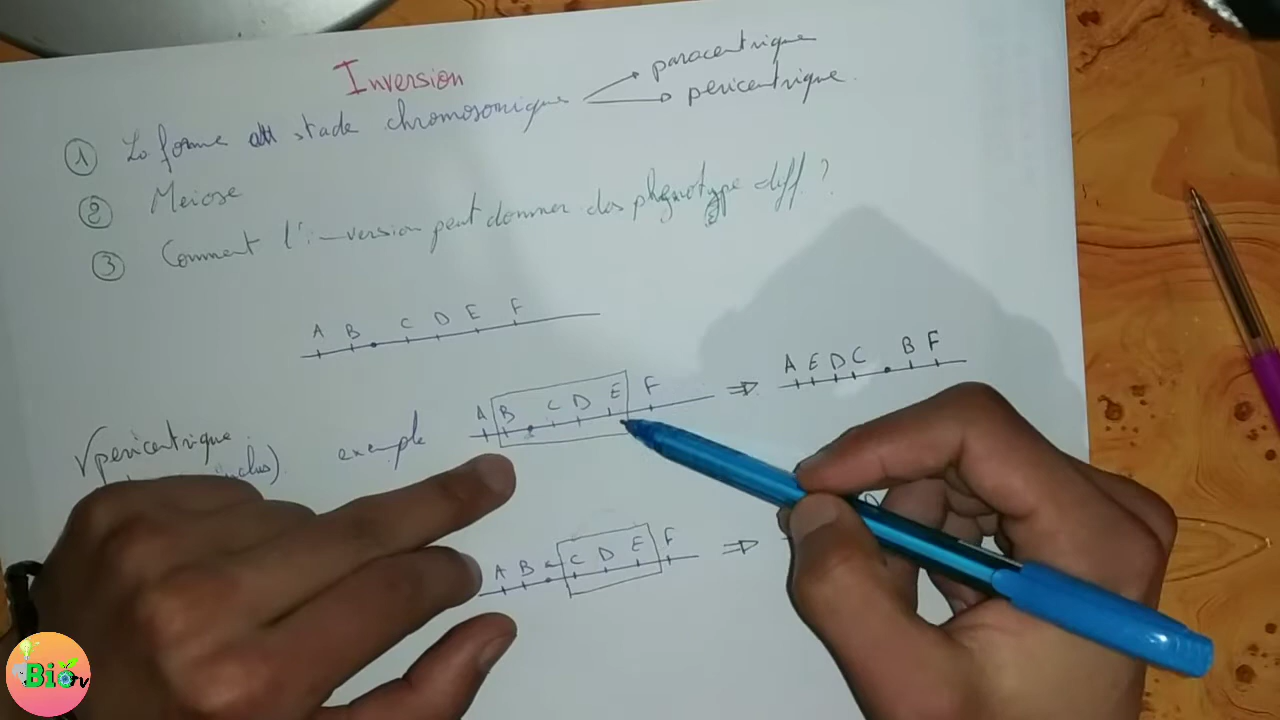 Inversion
① La forme au stade chromosomique paracentrique
péricentrique.
② Meiose
③ Comment l'inversion peut donner des phénotype diff ?
A B C D E F
péricentrique exemple A B C D E F ⇒ A E D C B F
A B C D E F ⇒
Bio tv